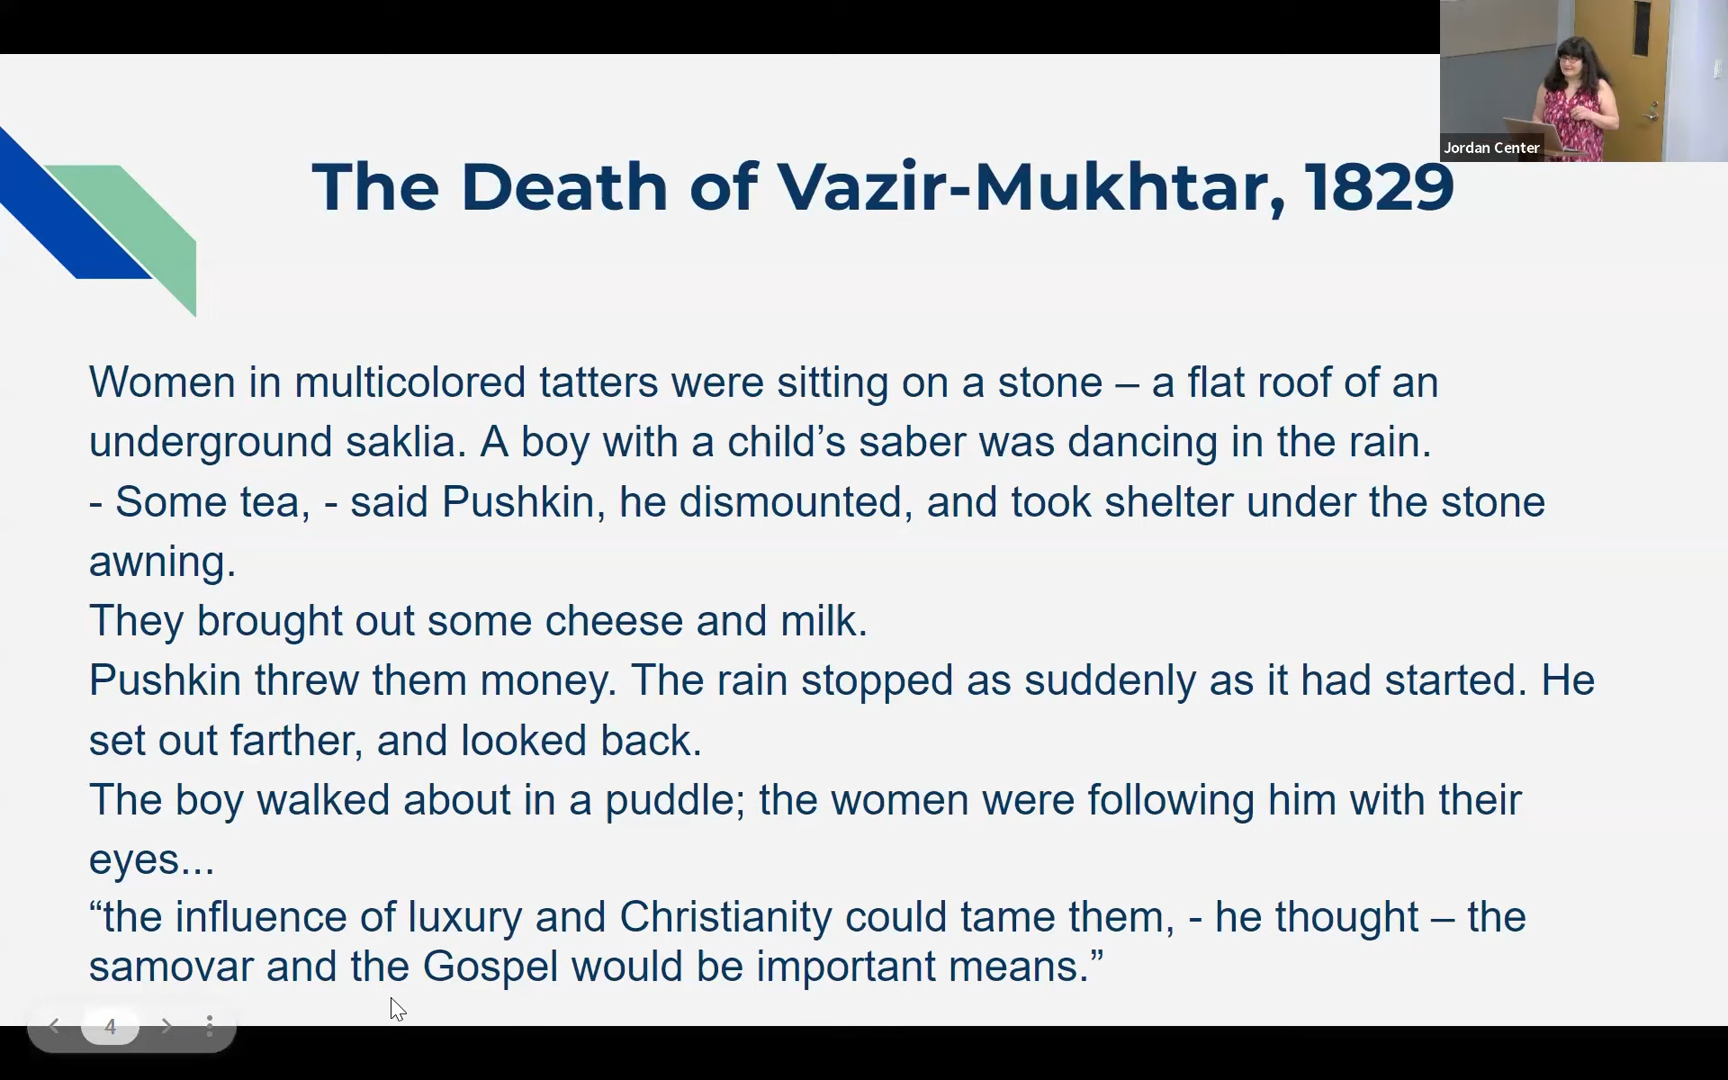 Jordan Center
The Death of Vazir-Mukhtar, 1829
Women in multicolored tatters were sitting on a stone – a flat roof of an
underground saklia. A boy with a child’s saber was dancing in the rain.
- Some tea, - said Pushkin, he dismounted, and took shelter under the stone
awning.
They brought out some cheese and milk.
Pushkin threw them money. The rain stopped as suddenly as it had started. He
set out farther, and looked back.
The boy walked about in a puddle; the women were following him with their
eyes...
“the influence of luxury and Christianity could tame them, - he thought – the
samovar and the Gospel would be important means.”
4